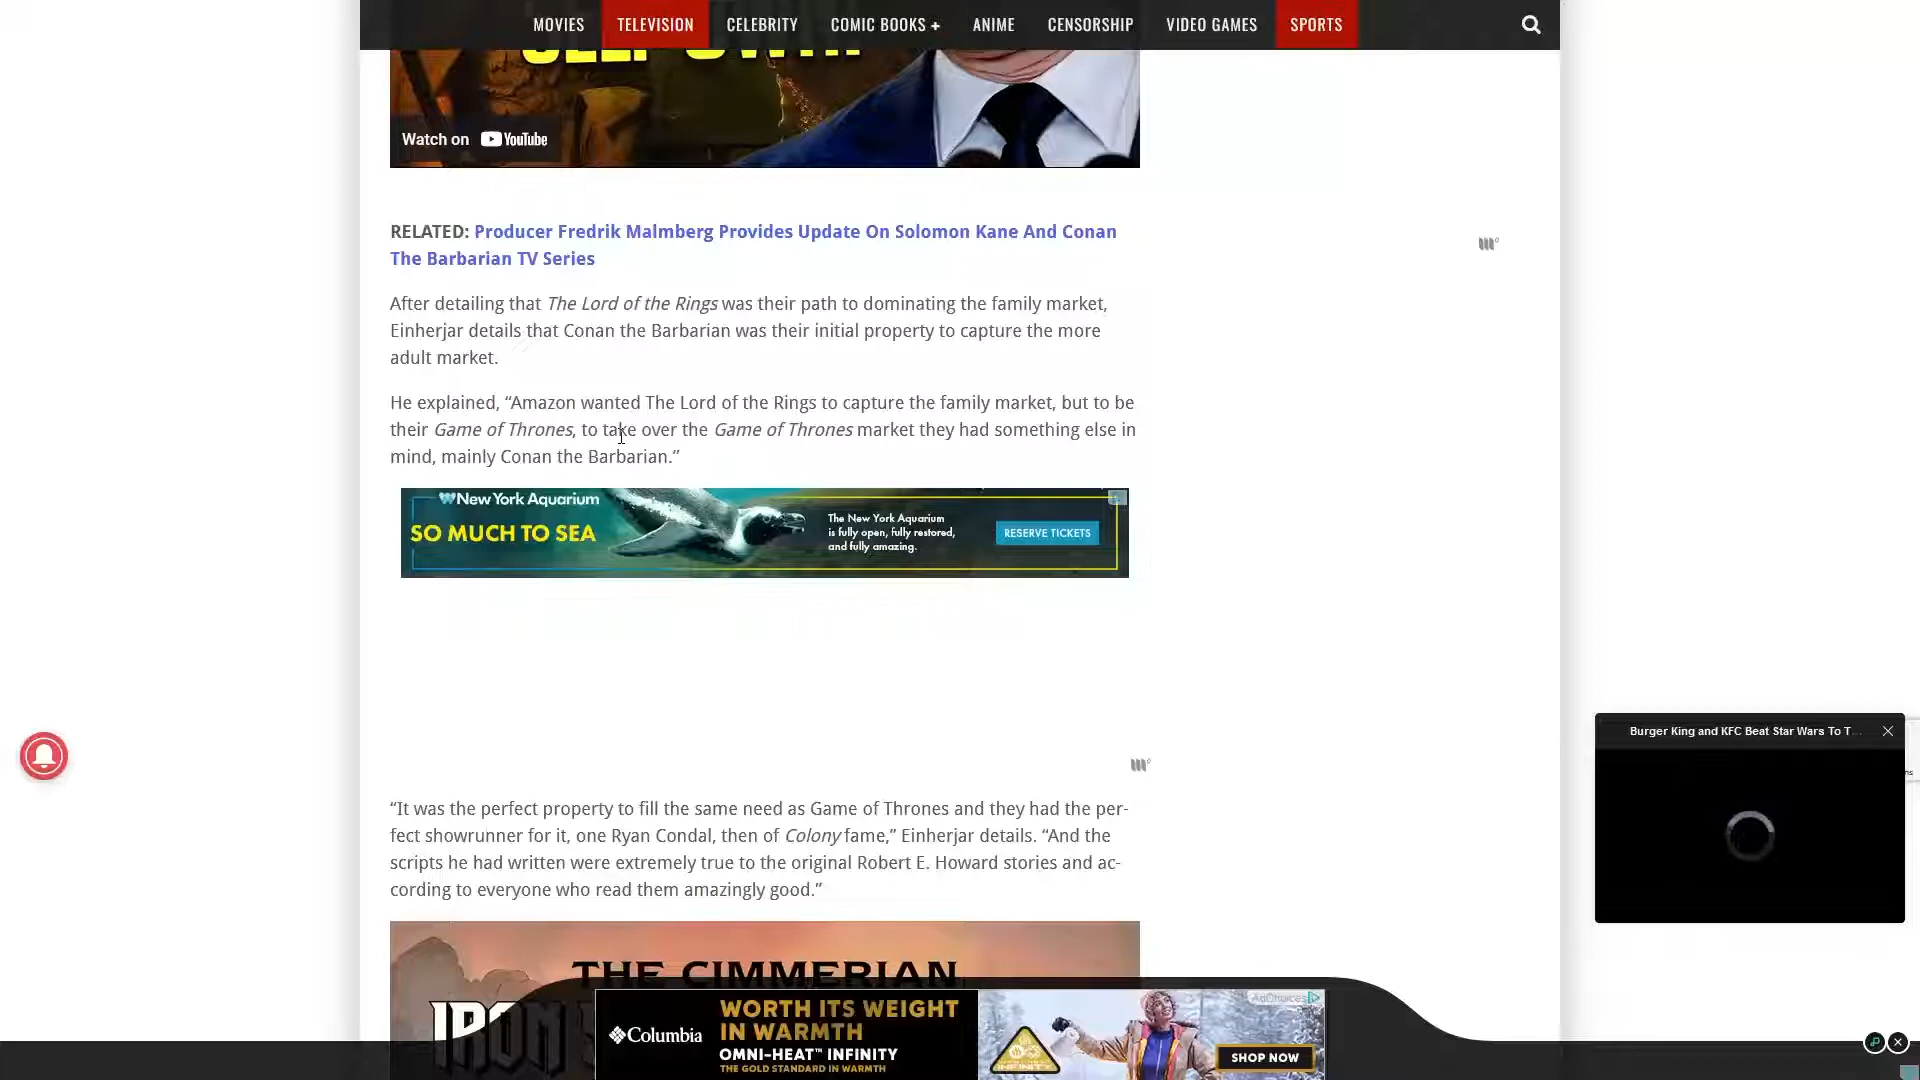 MOVIES TELEVISION CELEBRITY COMIC BOOKS + ANIME CENSORSHIP VIDEO GAMES SPORTS
Watch on YouTube
RELATED: Producer Fredrik Malmberg Provides Update On Solomon Kane And Conan
The Barbarian TV Series
After detailing that The Lord of the Rings was their path to dominating the family market,
Einherjar details that Conan the Barbarian was their initial property to capture the more
adult market.
He explained, “Amazon wanted The Lord of the Rings to capture the family market, but to be
their Game of Thrones, to take over the Game of Thrones market they had something else in
mind, mainly Conan the Barbarian.”
New York Aquarium
SO MUCH TO SEA
The New York Aquarium
is fully open, fully restored,
and fully amazing.
RESERVE TICKETS
Burger King and KFC Beat Star Wars To T...
“It was the perfect property to fill the same need as Game of Thrones and they had the per-
fect showrunner for it, one Ryan Condal, then of Colony fame,” Einherjar details. “And the
scripts he had written were extremely true to the original Robert E. Howard stories and ac-
cording to everyone who read them amazingly good.”
THE CIMMERIAN
IRON
Columbia
WORTH ITS WEIGHT
IN WARMTH
OMNI-HEAT™ INFINITY
THE GOLD STANDARD IN WARMTH
AdChoices
SHOP NOW